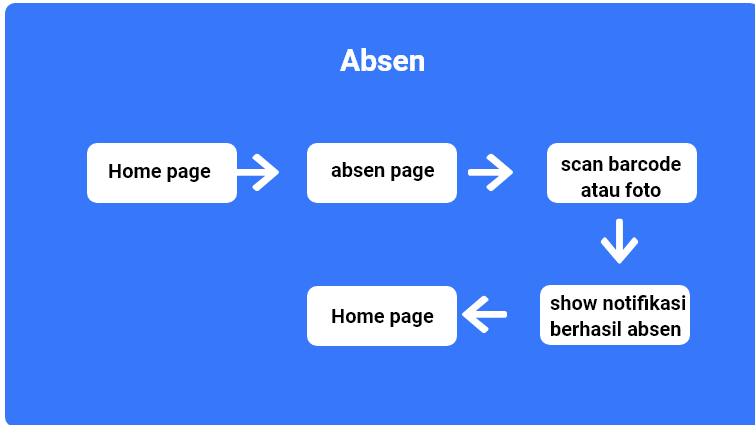 Absen
Home page
absen page
scan barcode
atau foto
show notifikasi
berhasil absen
Home page